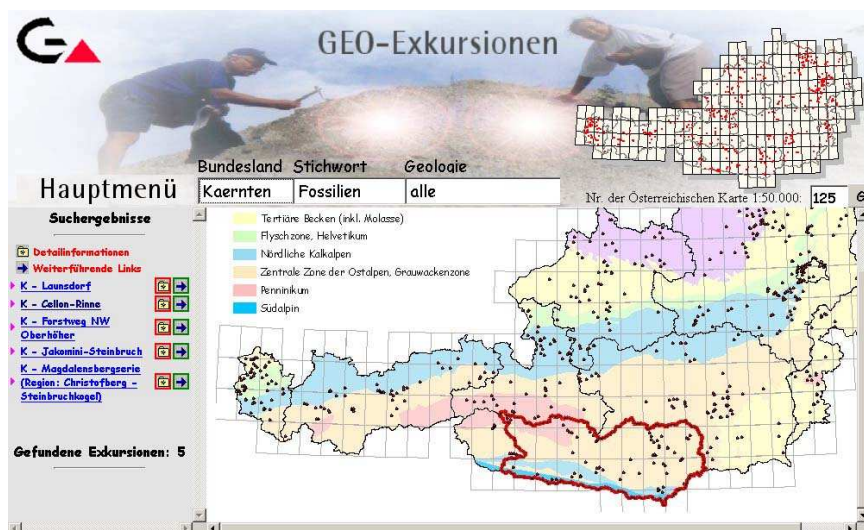 GEO-Exkursionen
Bundesland Stichwort Geologie
Hauptmenü
Kaernten Fossilien alle
Nr. der Österreichischen Karte 1:50.000: 125 G
Suchergebnisse
Detailinformationen
Weiterführende Links
K - Launsdorf
K - Cellon-Rinne
K - Forstweg NW
Oberhöher
K - Jakomini-Steinbruch
K - Magdalensbergserie
(Region: Christofberg -
Steinbruchkogel)
Gefundene Exkursionen: 5
Tertiäre Becken (inkl. Molasse)
Flyschzone, Helvetikum
Nördliche Kalkalpen
Zentrale Zone der Ostalpen, Grauwackenzone
Penninikum
Südalpin